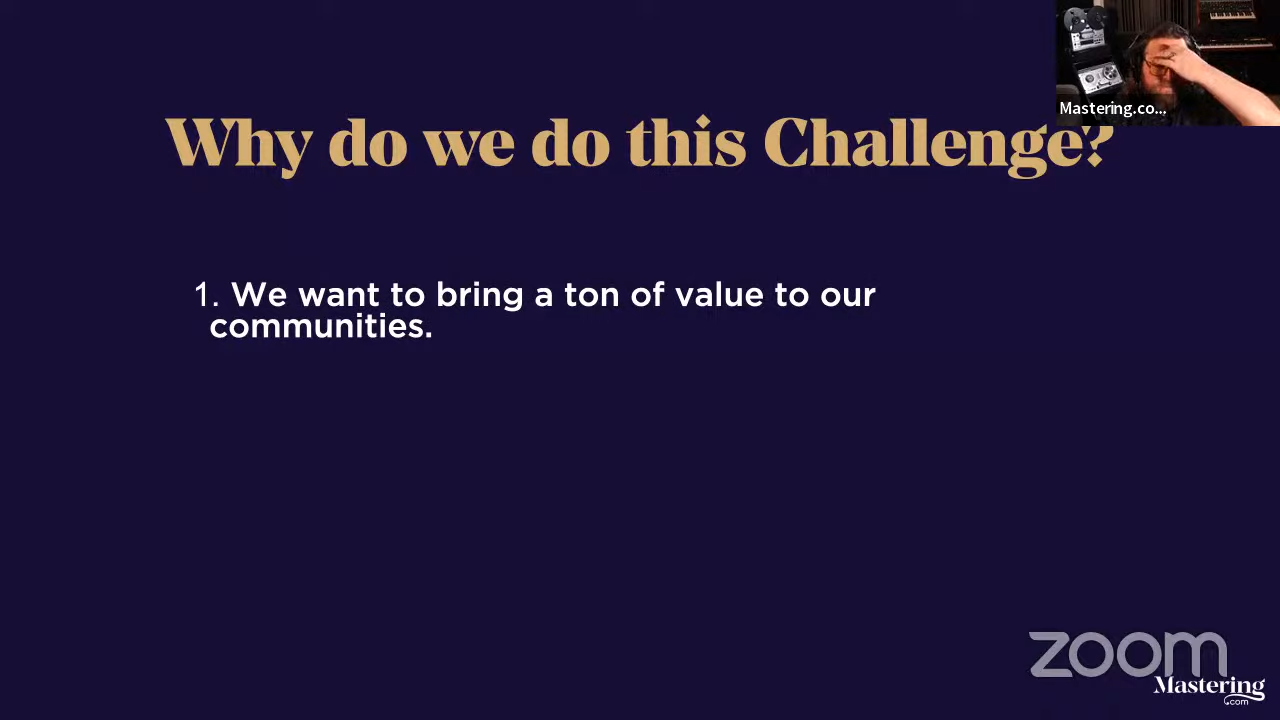 Mastering.co...
Why do we do this Challenge?
1. We want to bring a ton of value to our
communities.
zoom
Mastering
.com